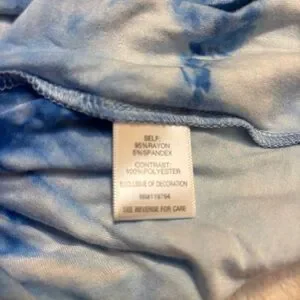 SELF:
95%RAYON
5%SPANDEX
CONTRAST:
100%POLYESTER
EXCLUSIVE OF DECORATION
SEE REVERSE FOR CARE